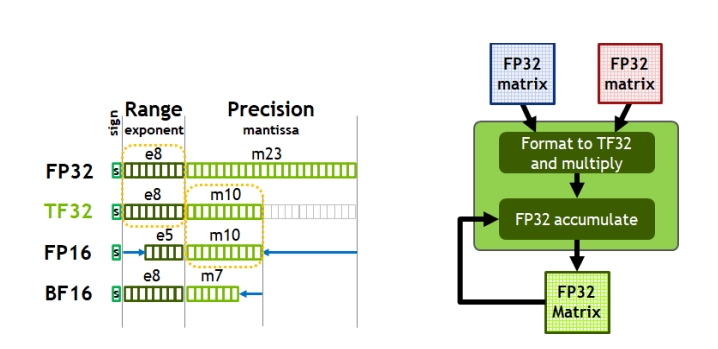 sign
Range
exponent
Precision
mantissa
FP32
s
e8
m23
TF32
s
e8
m10
FP16
s
e5
m10
BF16
s
e8
m7
FP32
matrix
FP32
matrix
Format to TF32
and multiply
FP32 accumulate
FP32
Matrix